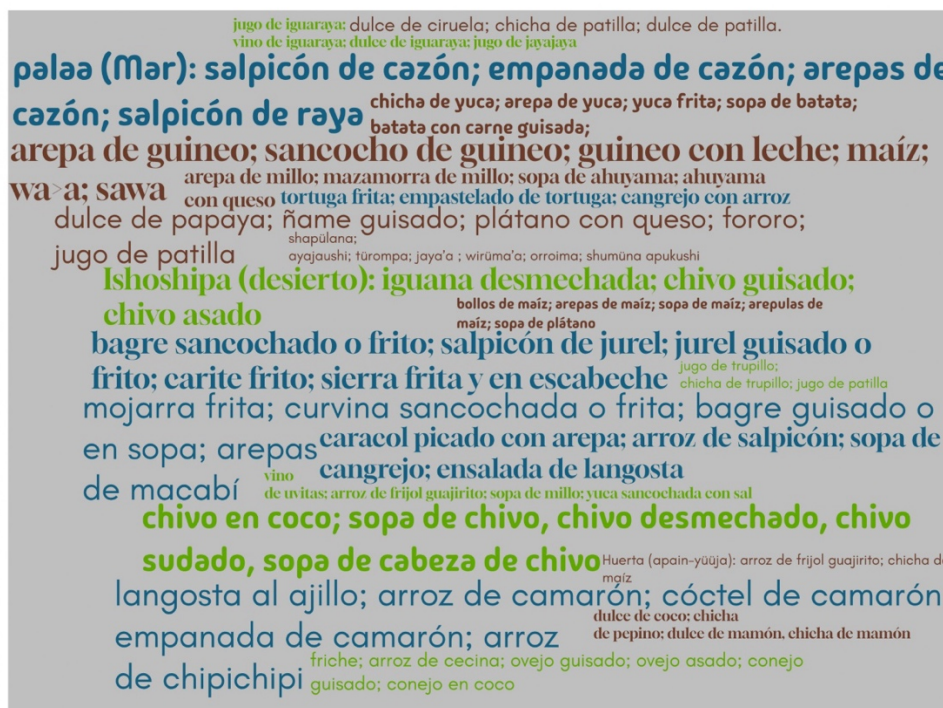 jugo de iguaraya; dulce de ciruela; chicha de patilla; dulce de patilla.
vino de iguaraya; dulce de iguaraya; jugo de jayajaya
palaa (Mar): salpicón de cazón; empanada de cazón; arepas de
cazón; salpicón de raya
chicha de yuca; arepa de yuca; yuca frita; sopa de batata;
batata con carne guisada;
arepa de guineo; sancocho de guineo; guineo con leche; maíz;
wa>a; sawa
arepa de millo; mazamorra de millo; sopa de ahuyama; ahuyama
con queso
tortuga frita; empastelado de tortuga; cangrejo con arroz
dulce de papaya; ñame guisado; plátano con queso; fororo;
jugo de patilla
shapülana;
ayajaushi; türompa; jaya'a ; wirüma'a; orroima; shumüna apukushi
Ishoshipa (desierto): iguana desmechada; chivo guisado;
chivo asado
bollos de maíz; arepas de maíz; sopa de maíz; arepulas de
maíz; sopa de plátano
bagre sancochado o frito; salpicón de jurel; jurel guisado o
frito; carite frito; sierra frita y en escabeche
jugo de trupillo;
chicha de trupillo; jugo de patilla
mojarra frita; curvina sancochada o frita; bagre guisado o
en sopa; arepas
de macabí
caracol picado con arepa; arroz de salpicón; sopa de
cangrejo; ensalada de langosta
vino
de uvitas; arroz de frijol guajirito; sopa de millo; yuca sancochada con sal
chivo en coco; sopa de chivo, chivo desmechado, chivo
sudado, sopa de cabeza de chivo
Huerta (apain-yüüja): arroz de frijol guajirito; chicha de
maíz
langosta al ajillo; arroz de camarón; cóctel de camarón
empanada de camarón; arroz
de chipichipi
dulce de coco; chicha
de pepino; dulce de mamón, chicha de mamón
friche; arroz de cecina; ovejo guisado; ovejo asado; conejo
guisado; conejo en coco